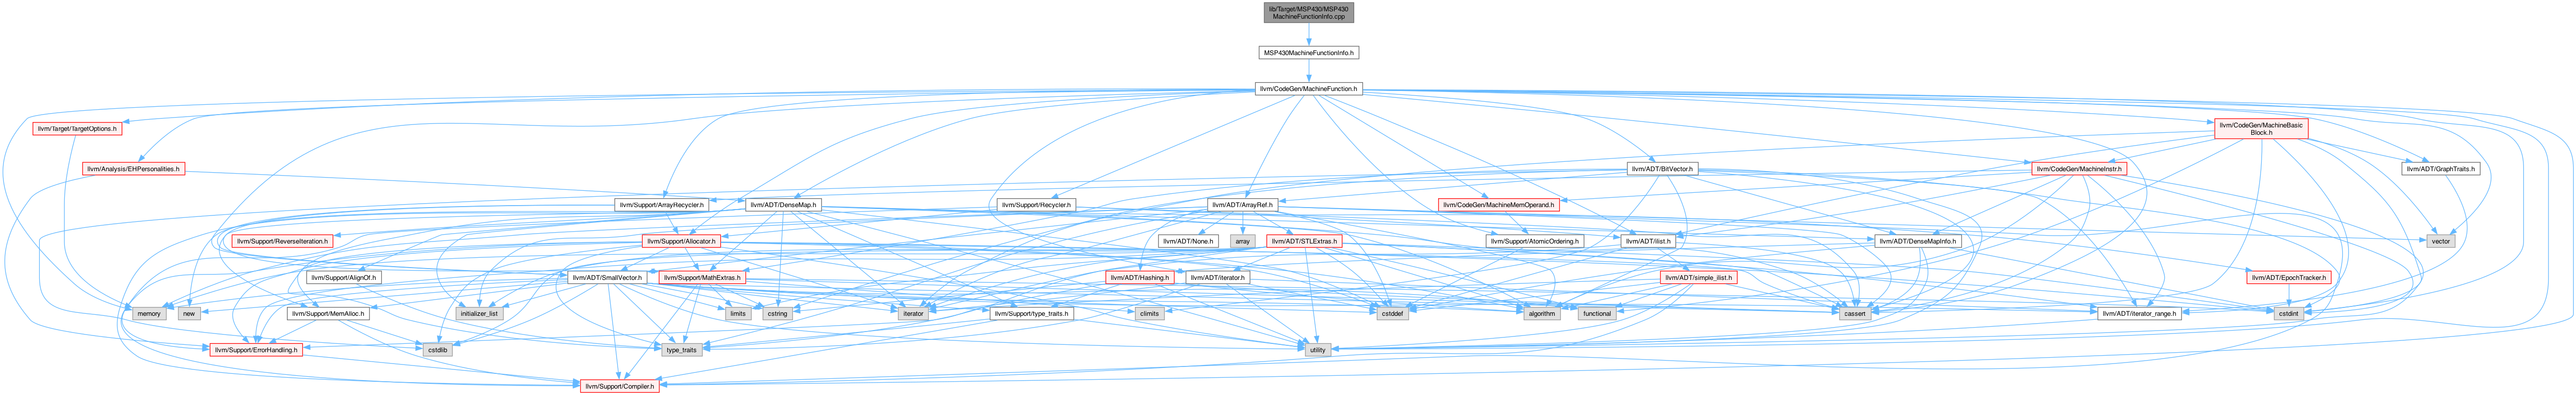 lib/Target/MSP430/MSP430
MachineFunctionInfo.cpp
MSP430MachineFunctionInfo.h
llvm/CodeGen/MachineFunction.h
llvm/Target/TargetOptions.h
llvm/CodeGen/MachineBasic
Block.h
llvm/Analysis/EHPersonalities.h
llvm/ADT/BitVector.h
llvm/CodeGen/MachineInstr.h
llvm/ADT/GraphTraits.h
llvm/Support/ArrayRecycler.h
llvm/ADT/DenseMap.h
llvm/Support/Recycler.h
llvm/ADT/ArrayRef.h
llvm/CodeGen/MachineMemOperand.h
llvm/Support/ReverseIteration.h
llvm/Support/Allocator.h
llvm/ADT/None.h
array
llvm/ADT/STLExtras.h
llvm/Support/AtomicOrdering.h
llvm/ADT/ilist.h
llvm/ADT/DenseMapInfo.h
vector
llvm/Support/AlignOf.h
llvm/ADT/SmallVector.h
llvm/Support/MathExtras.h
llvm/ADT/Hashing.h
llvm/ADT/iterator.h
llvm/ADT/simple_ilist.h
llvm/ADT/EpochTracker.h
memory
new
llvm/Support/MemAlloc.h
initializer_list
limits
cstring
iterator
llvm/Support/type_traits.h
climits
cstddef
algorithm
functional
cassert
llvm/ADT/iterator_range.h
cstdint
llvm/Support/ErrorHandling.h
cstdlib
type_traits
utility
llvm/Support/Compiler.h